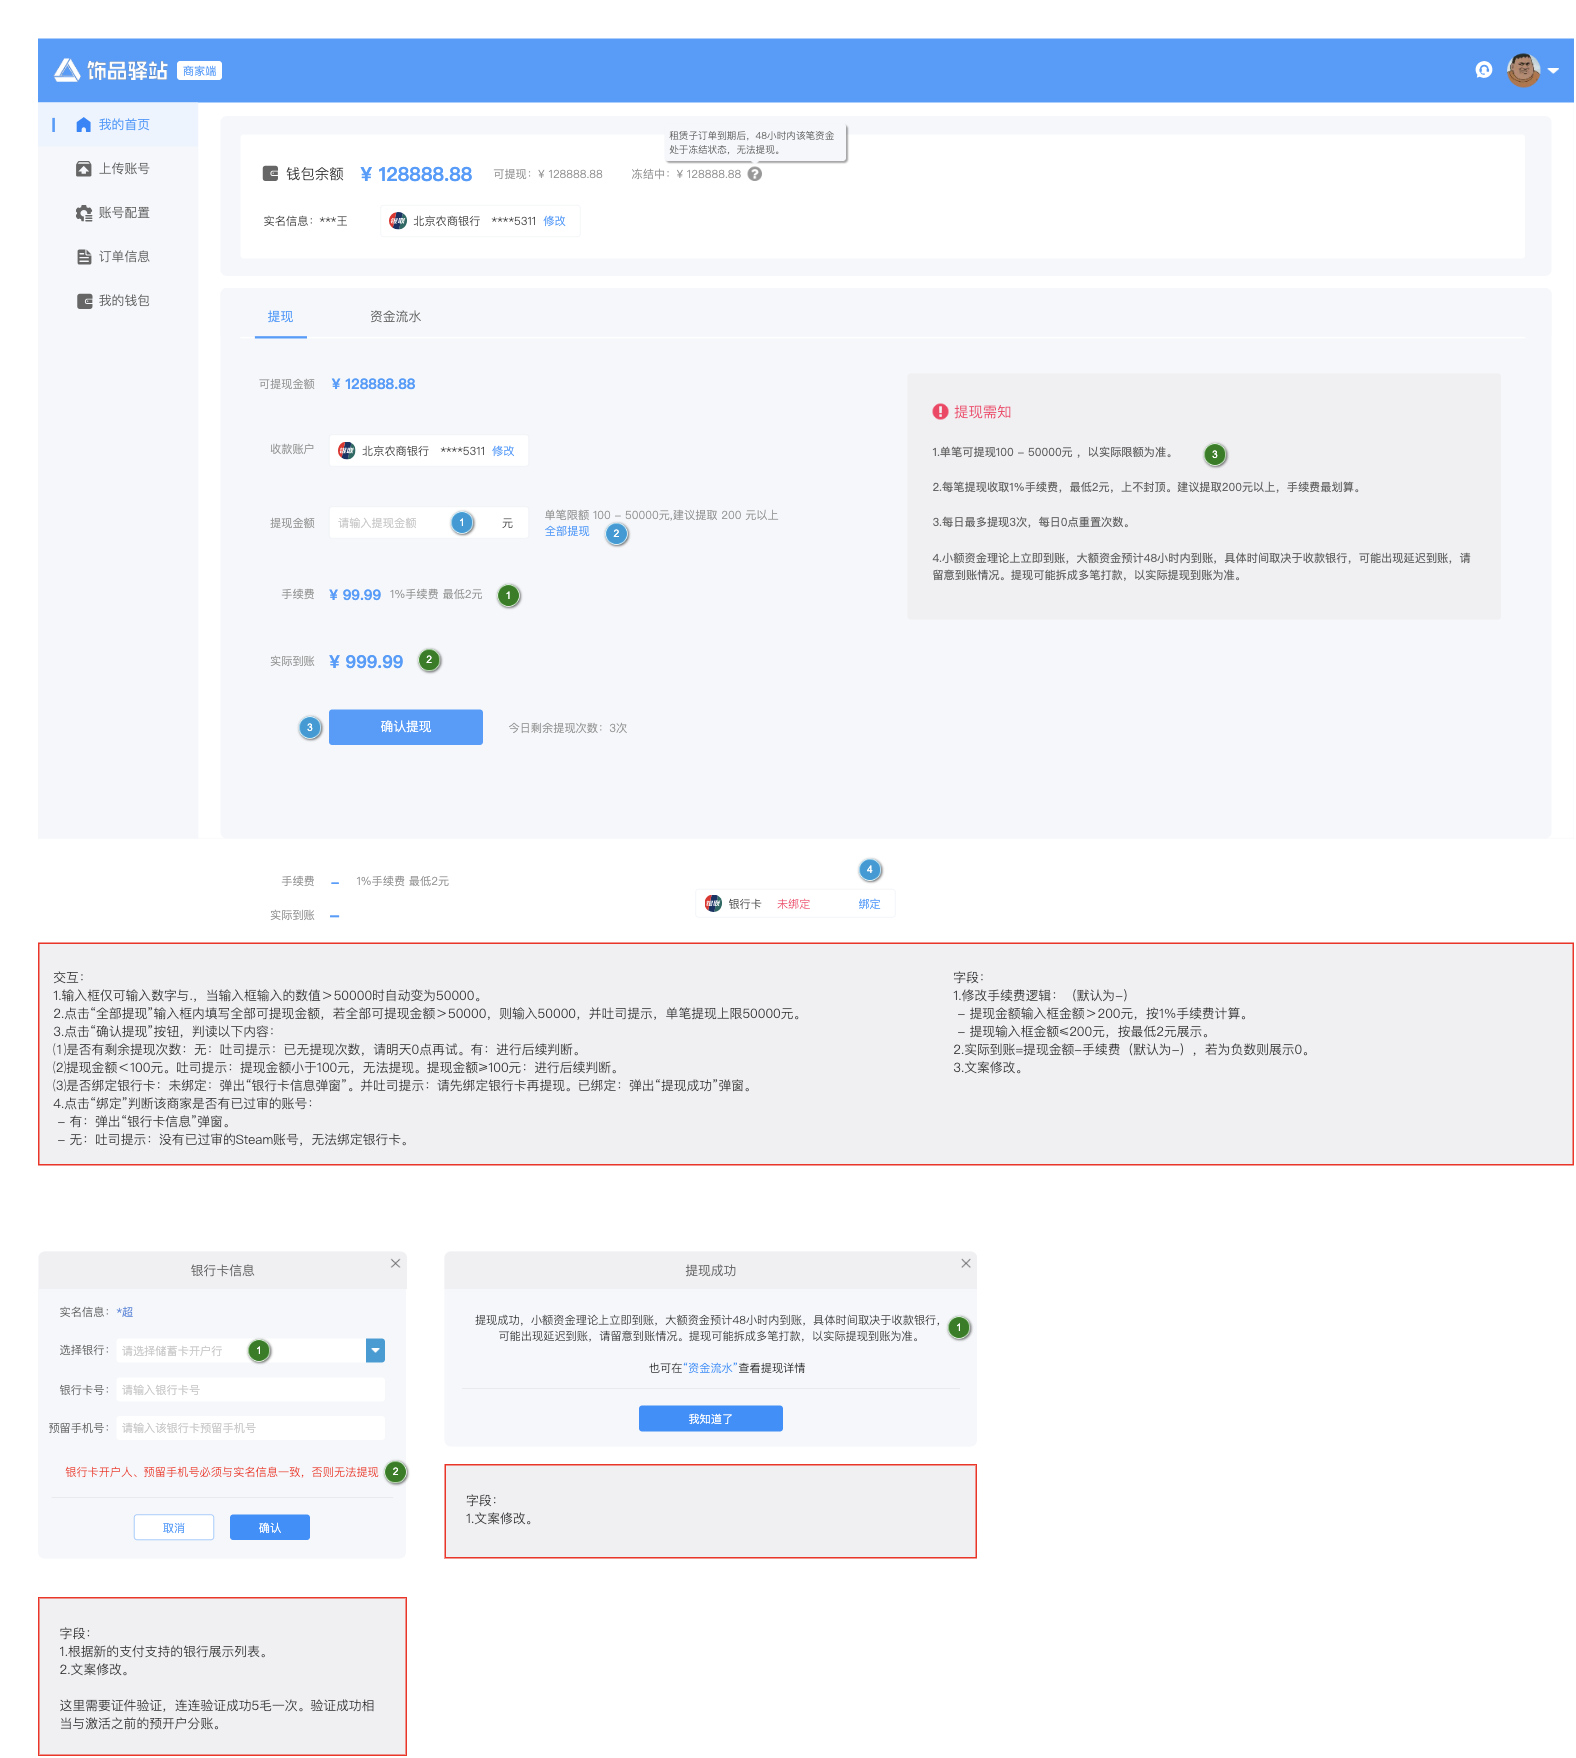 饰品驿站 商家端
我的首页
上传账号
账号配置
订单信息
我的钱包
租赁子订单到期后，48小时内该笔资金
处于冻结状态，无法提现。
钱包余额 ¥ 128888.88 可提现：¥ 128888.88 冻结中：¥ 128888.88 ?
实名信息：***王 北京农商银行 ****5311 修改
提现 资金流水
可提现金额 ¥ 128888.88
收款账户 北京农商银行 ****5311 修改
提现金额 请输入提现金额 1 元 单笔限额 100 – 50000元,建议提取 200 元以上
全部提现 2
手续费 ¥ 99.99 1%手续费 最低2元 1
实际到账 ¥ 999.99 2
3 确认提现 今日剩余提现次数：3次
提现需知
1.单笔可提现100 – 50000元 ，以实际限额为准。 3
2.每笔提现收取1%手续费，最低2元，上不封顶。建议提取200元以上，手续费最划算。
3.每日最多提现3次，每日0点重置次数。
4.小额资金理论上立即到账，大额资金预计48小时内到账，具体时间取决于收款银行，可能出现延迟到账，请
留意到账情况。提现可能拆成多笔打款，以实际提现到账为准。
手续费 – 1%手续费 最低2元
实际到账 –
4
银行卡 未绑定 绑定
交互：
1.输入框仅可输入数字与.，当输入框输入的数值＞50000时自动变为50000。
2.点击“全部提现”输入框内填写全部可提现金额，若全部可提现金额＞50000，则输入50000，并吐司提示，单笔提现上限50000元。
3.点击“确认提现”按钮，判读以下内容：
⑴是否有剩余提现次数：无：吐司提示：已无提现次数，请明天0点再试。有：进行后续判断。
⑵提现金额＜100元。吐司提示：提现金额小于100元，无法提现。提现金额≥100元：进行后续判断。
⑶是否绑定银行卡：未绑定：弹出“银行卡信息弹窗”。并吐司提示：请先绑定银行卡再提现。已绑定：弹出“提现成功”弹窗。
4.点击“绑定”判断该商家是否有已过审的账号：
– 有：弹出“银行卡信息”弹窗。
– 无：吐司提示：没有已过审的Steam账号，无法绑定银行卡。
字段：
1.修改手续费逻辑：（默认为–）
– 提现金额输入框金额＞200元，按1%手续费计算。
– 提现输入框金额≤200元，按最低2元展示。
2.实际到账=提现金额–手续费（默认为–），若为负数则展示0。
3.文案修改。
银行卡信息
实名信息：*超
选择银行：请选择储蓄卡开户行 1
银行卡号：请输入银行卡号
预留手机号：请输入该银行卡预留手机号
银行卡开户人、预留手机号必须与实名信息一致，否则无法提现 2
取消 确认
字段：
1.根据新的支付支持的银行展示列表。
2.文案修改。
这里需要证件验证，连连验证成功5毛一次。验证成功相
当与激活之前的预开户分账。
提现成功
提现成功，小额资金理论上立即到账，大额资金预计48小时内到账，具体时间取决于收款银行，
可能出现延迟到账，请留意到账情况。提现可能拆成多笔打款，以实际提现到账为准。 1
也可在“资金流水”查看提现详情
我知道了
字段：
1.文案修改。